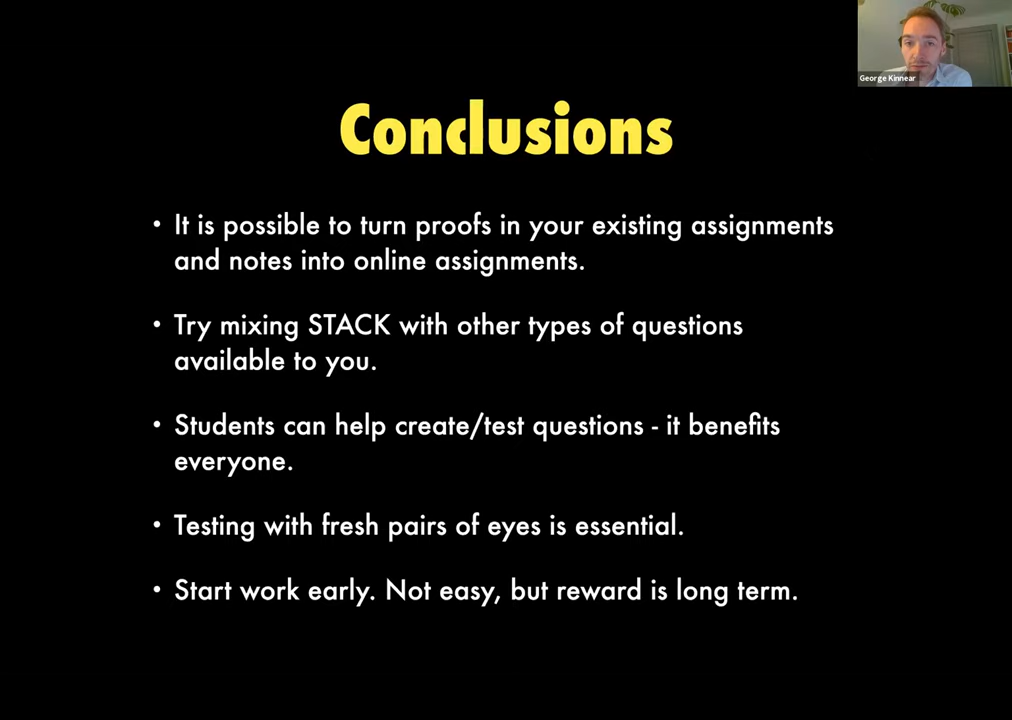 George Kinnear
Conclusions
• It is possible to turn proofs in your existing assignments
and notes into online assignments.
• Try mixing STACK with other types of questions
available to you.
• Students can help create/test questions - it benefits
everyone.
• Testing with fresh pairs of eyes is essential.
• Start work early. Not easy, but reward is long term.